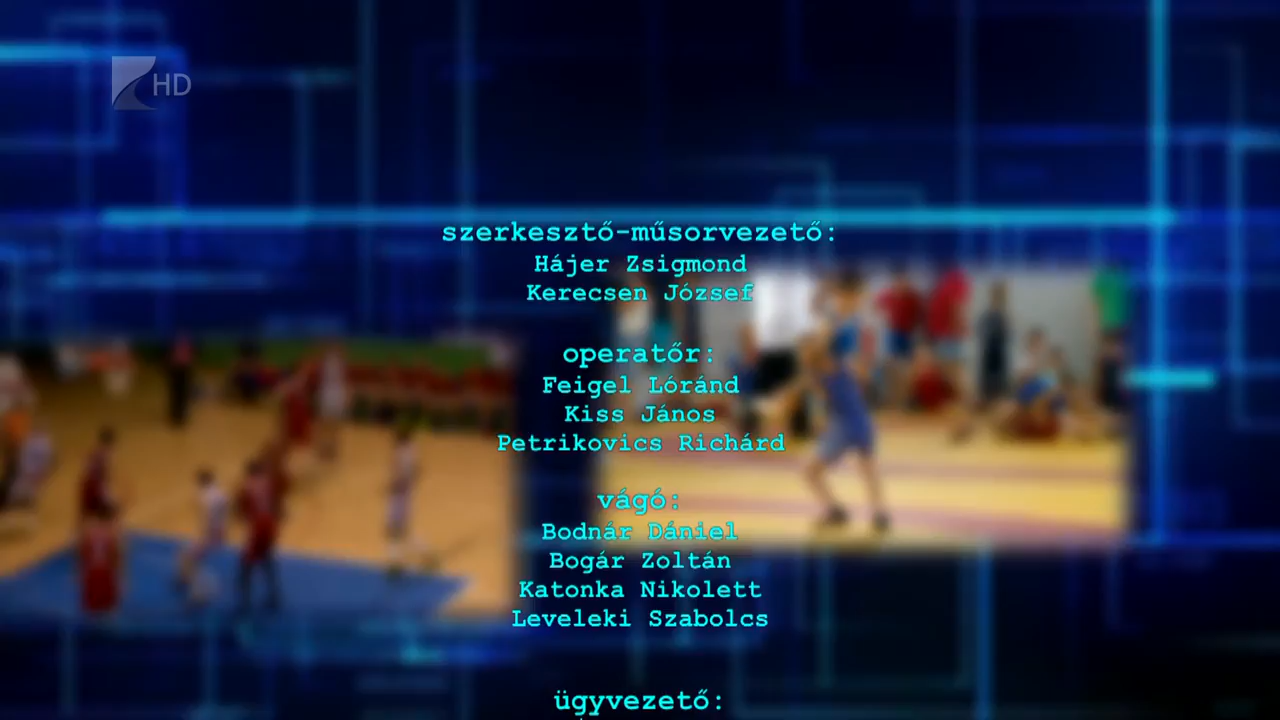 HD
szerkesztő-műsorvezető:
Hájer Zsigmond
Kerecsen József
operatőr:
Feigel Lóránd
Kiss János
Petrikovics Richárd
vágó:
Bodnár Dániel
Bogár Zoltán
Katonka Nikolett
Leveleki Szabolcs
ügyvezető: